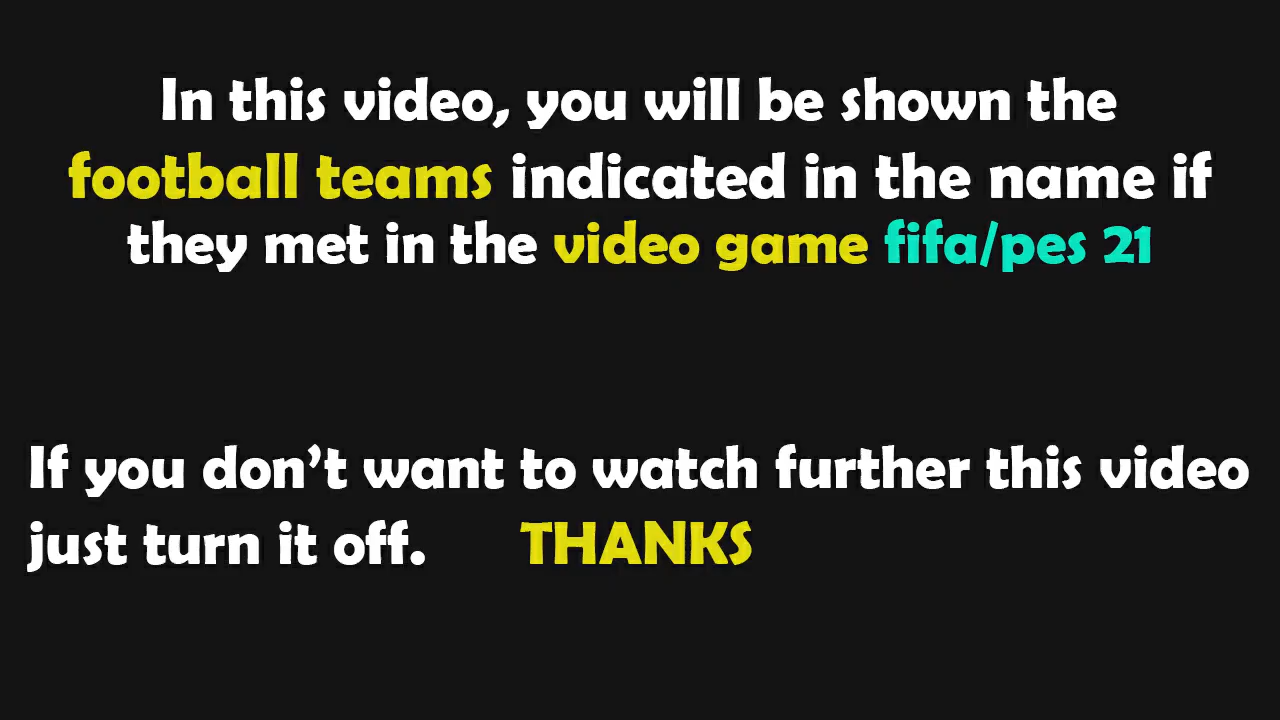 In this video, you will be shown the
football teams indicated in the name if
they met in the video game fifa/pes 21
If you don’t want to watch further this video
just turn it off. THANKS